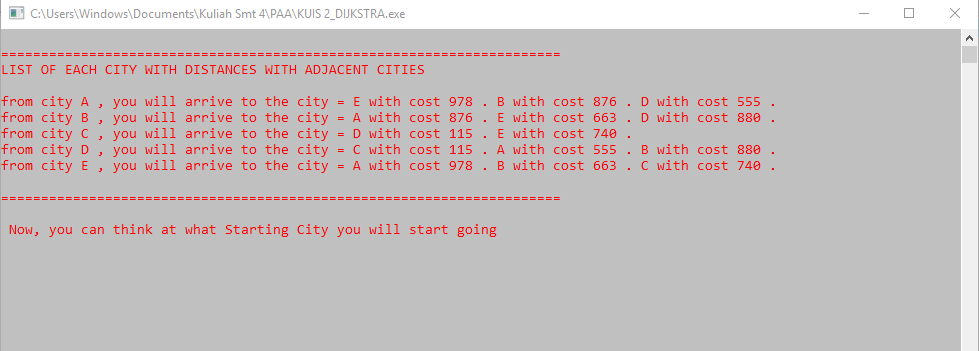 C:\Users\Windows\Documents\Kuliah Smt 4\PAA\KUIS 2_DIJKSTRA.exe
======================================================================
LIST OF EACH CITY WITH DISTANCES WITH ADJACENT CITIES
from city A , you will arrive to the city = E with cost 978 . B with cost 876 . D with cost 555 .
from city B , you will arrive to the city = A with cost 876 . E with cost 663 . D with cost 880 .
from city C , you will arrive to the city = D with cost 115 . E with cost 740 .
from city D , you will arrive to the city = C with cost 115 . A with cost 555 . B with cost 880 .
from city E , you will arrive to the city = A with cost 978 . B with cost 663 . C with cost 740 .
======================================================================
Now, you can think at what Starting City you will start going